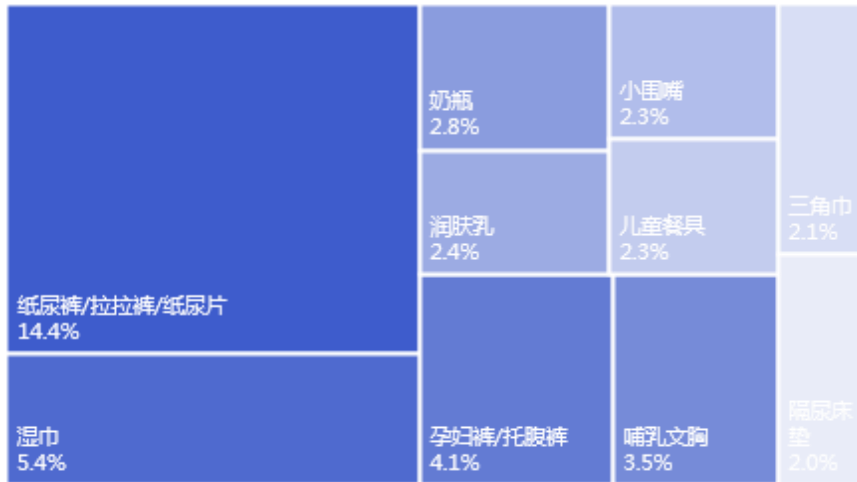 纸尿裤/拉拉裤/纸尿片
14.4%
湿巾
5.4%
奶瓶
2.8%
润肤乳
2.4%
孕妇裤/托腹裤
4.1%
小围嘴
2.3%
儿童餐具
2.3%
哺乳文胸
3.5%
三角巾
2.1%
隔尿床
垫
2.0%